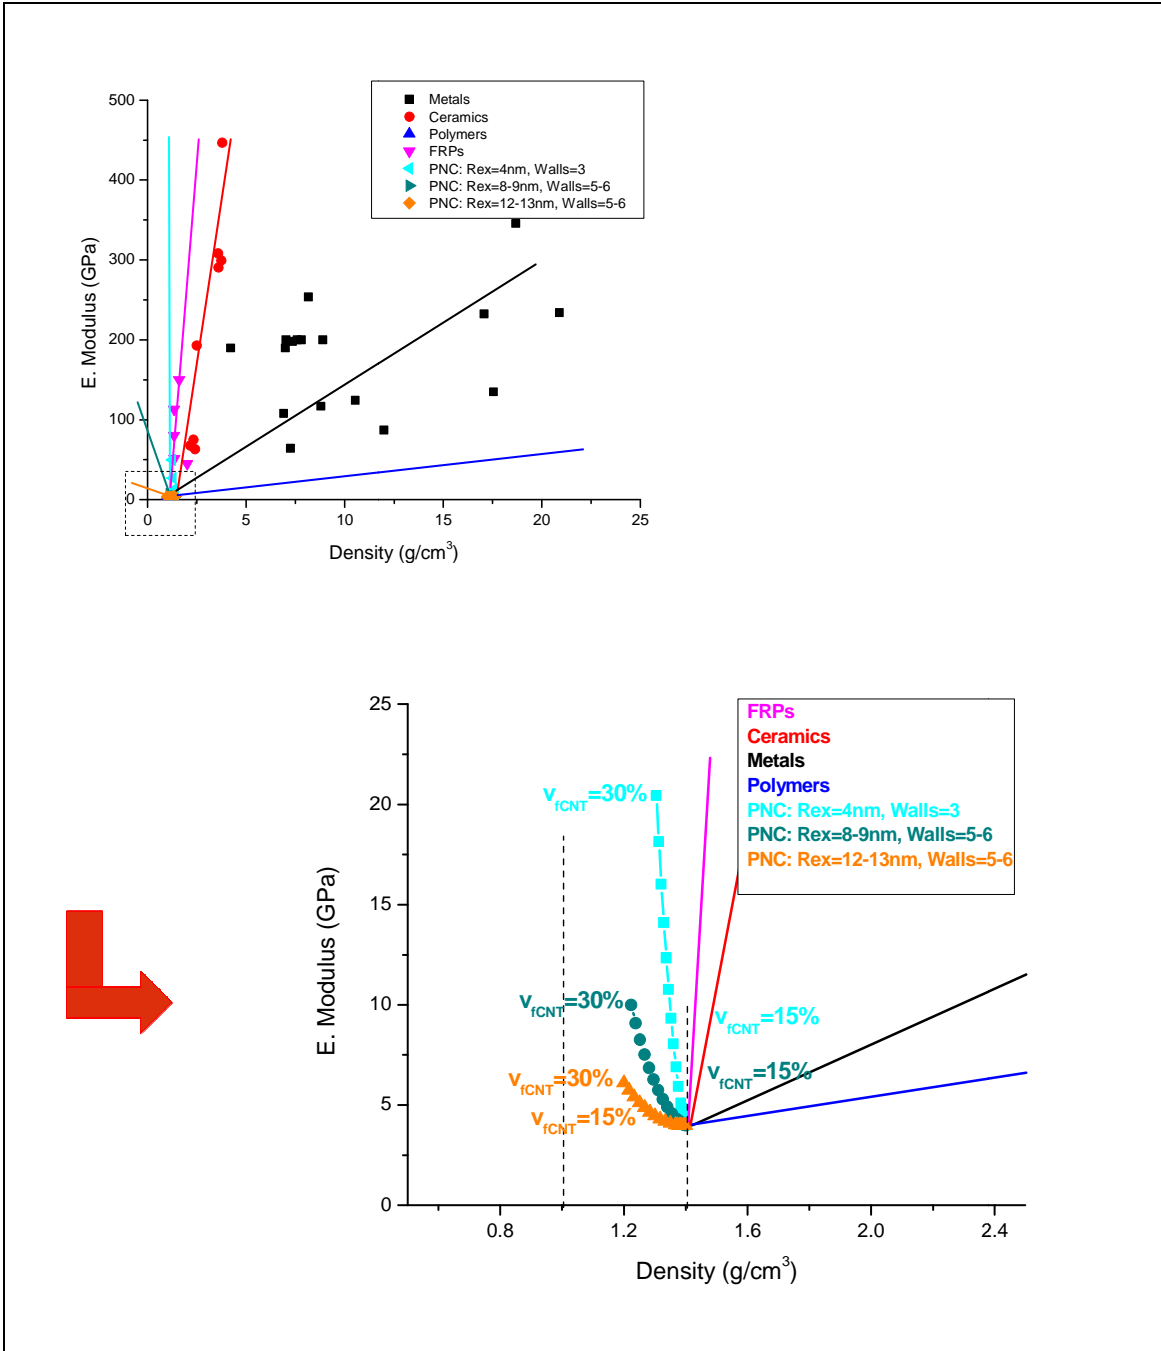 500
400
300
200
100
0
0
5
10
15
20
25
E. Modulus (GPa)
Density (g/cm³)
Metals
Ceramics
Polymers
FRPs
PNC: Rex=4nm, Walls=3
PNC: Rex=8-9nm, Walls=5-6
PNC: Rex=12-13nm, Walls=5-6
25
20
15
10
5
0
0.8
1.2
1.6
2.0
2.4
E. Modulus (GPa)
Density (g/cm³)
FRPs
Ceramics
Metals
Polymers
PNC: Rex=4nm, Walls=3
PNC: Rex=8-9nm, Walls=5-6
PNC: Rex=12-13nm, Walls=5-6
vfCNT=30%
vfCNT=30%
vfCNT=15%
vfCNT=30%
vfCNT=15%
vfCNT=15%